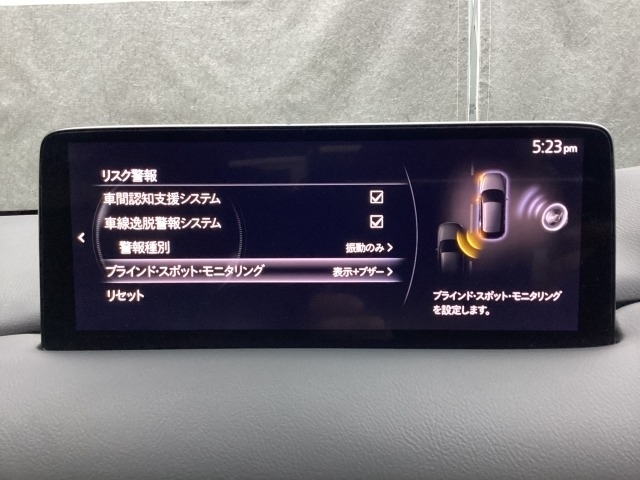 5:23pm
リスク警報
車間認知支援システム
車線逸脱警報システム
警報種別 振動のみ
ブラインド・スポット・モニタリング 表示+ブザー
リセット
ブラインド・スポット・モニタリング
を設定します。